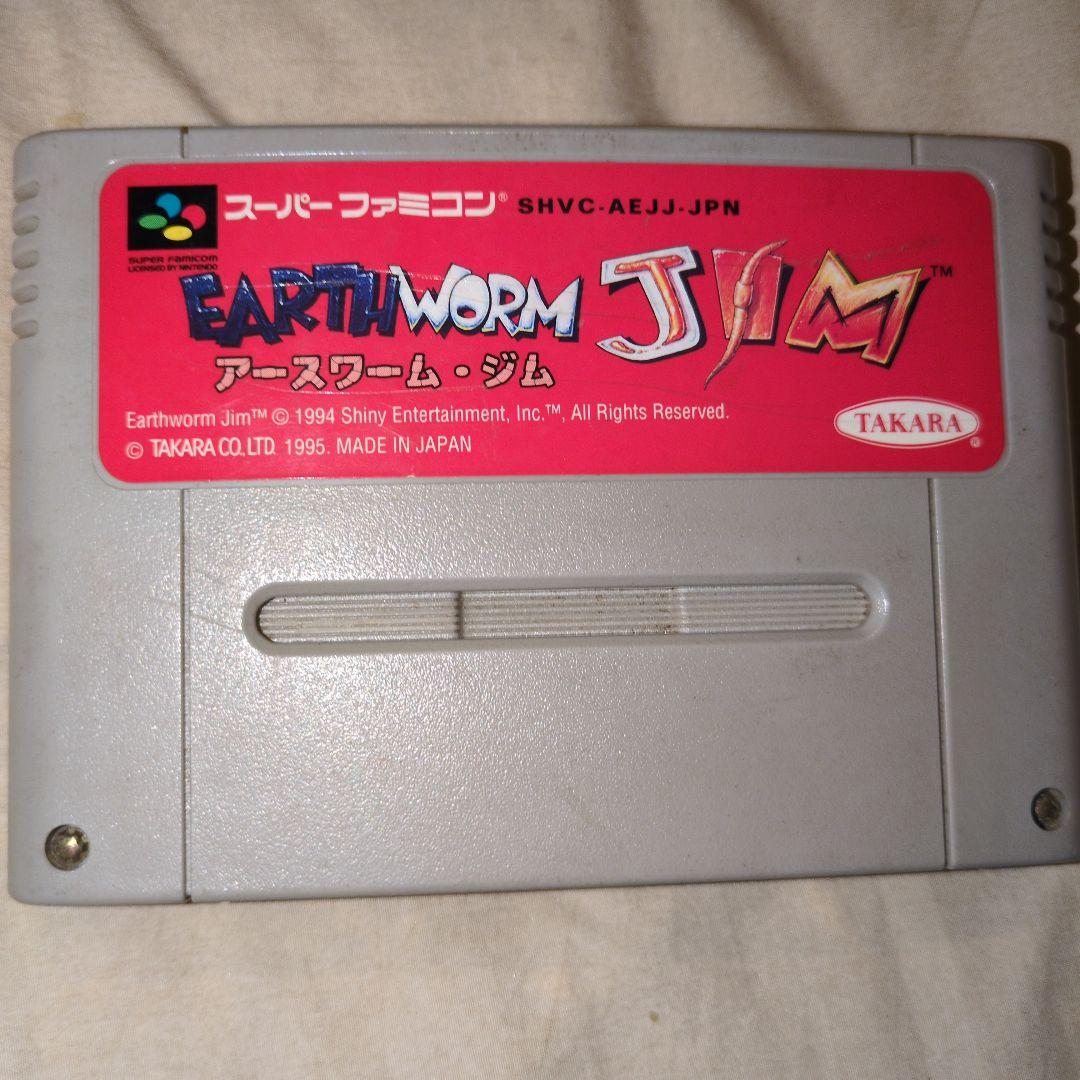 スーパーファミコン® SHVC-AEJJ-JPN
SUPER FAMICOM
LICENSED BY NINTENDO
EARTHWORM JIM™
アースワーム・ジム
Earthworm Jim™ © 1994 Shiny Entertainment, Inc.™, All Rights Reserved.
© TAKARA CO.,LTD. 1995. MADE IN JAPAN
TAKARA®